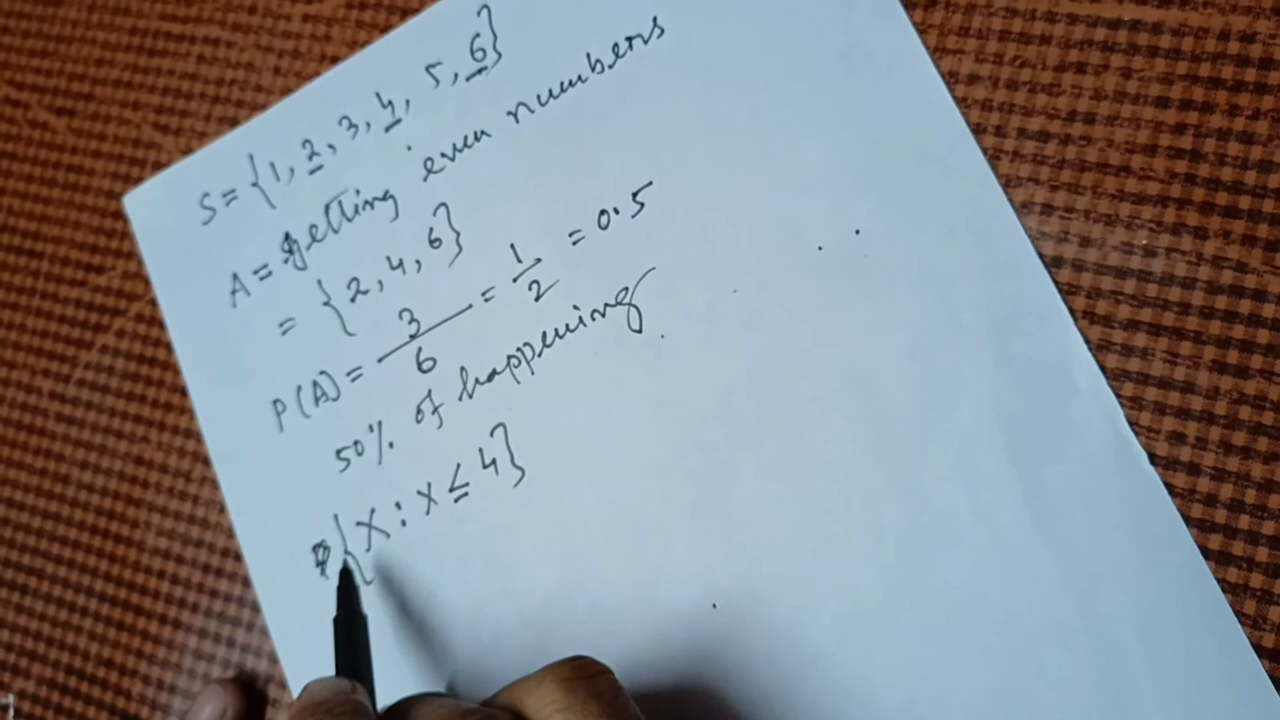 S = {1, 2, 3, 4, 5, 6}
A = getting even numbers
= {2, 4, 6}
P(A) = 3/6 = 1/2 = 0.5
50% of happening
{X : X ≤ 4}